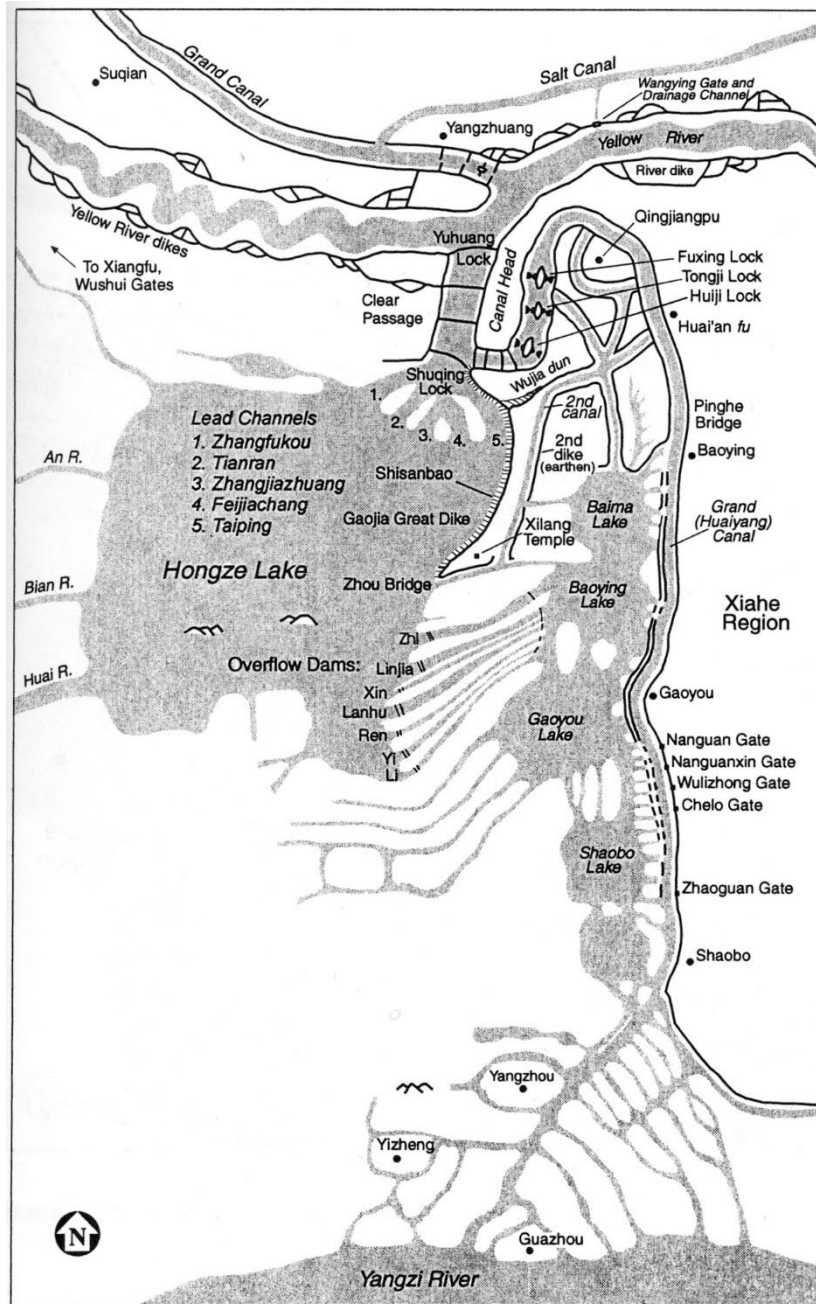 Grand Canal
Suqian
Salt Canal
Wangying Gate and
Drainage Channel
Yangzhuang
Yellow River
River dike
Yellow River dikes
Qingjiangpu
Yuhuang
Lock
To Xiangfu,
Wushui Gates
Canal Head
Fuxing Lock
Tongji Lock
Huiji Lock
Clear
Passage
Huai'an fu
Shuqing
Lock
Wujia dun
1.
2.
3.
4.
5.
Lead Channels
1. Zhangfukou
2. Tianran
3. Zhangjiazhuang
4. Feijiachang
5. Taiping
2nd
canal
Pinghe
Bridge
2nd
dike
(earthen)
Baoying
An R.
Shisanbao
Gaojia Great Dike
Baima
Lake
Grand
(Huaiyang)
Canal
Xilang
Temple
Hongze Lake
Zhou Bridge
Bian R.
Baoying
Lake
Xiahe
Region
Zhi
Overflow Dams:
Linjia
Huai R.
Xin
Lanhu
Ren
Yi
Li
Gaoyou
Gaoyou
Lake
Nanguan Gate
Nanguanxin Gate
Wulizhong Gate
Chelo Gate
Shaobo
Lake
Zhaoguan Gate
Shaobo
Yangzhou
Yizheng
N
Guazhou
Yangzi River